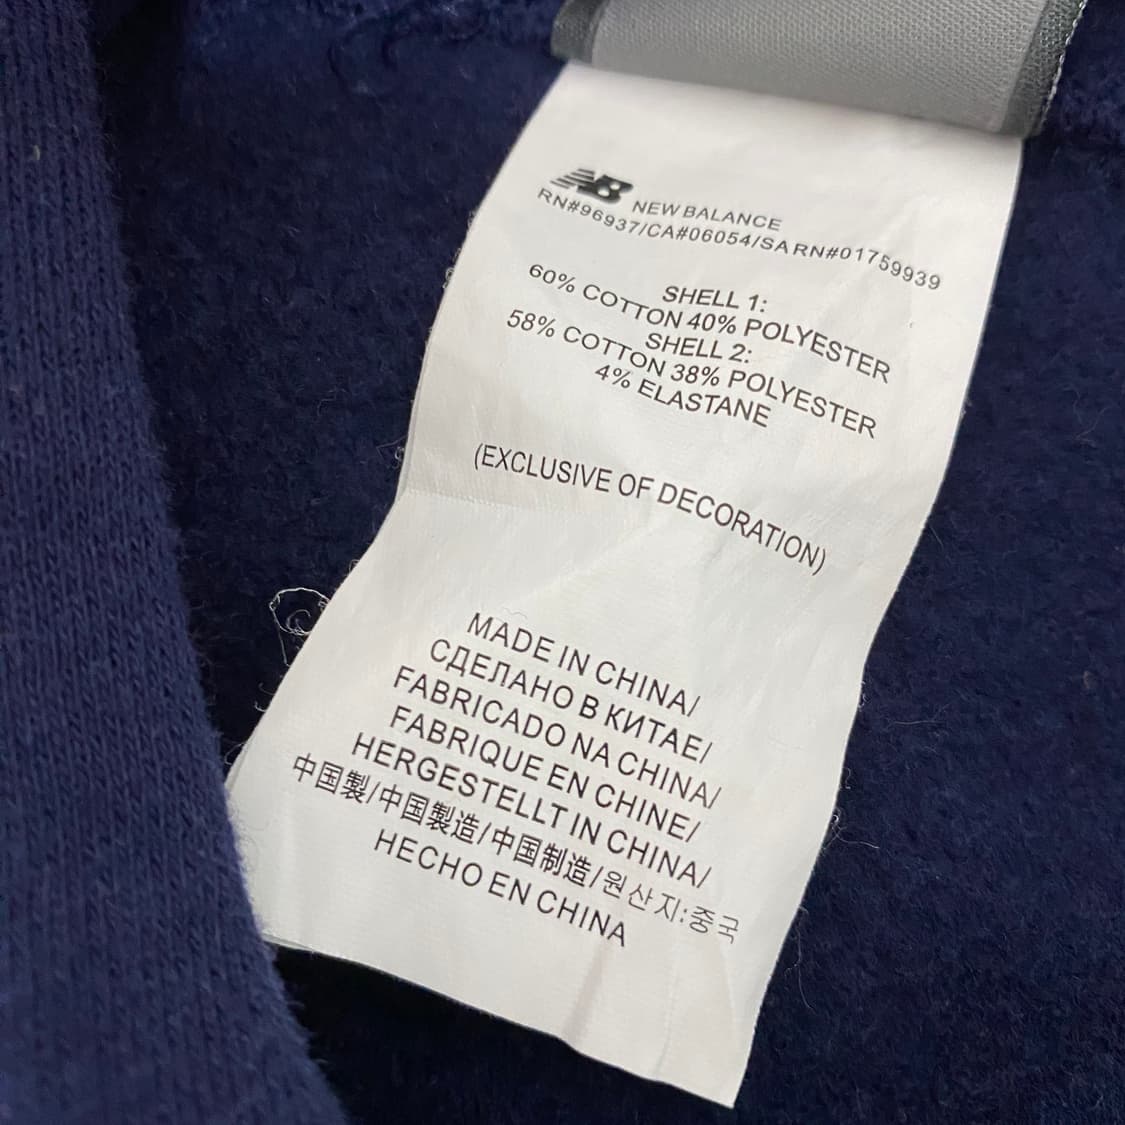 NB NEW BALANCE
RN#96937/CA#06054/SARN#01759939
SHELL 1:
60% COTTON 40% POLYESTER
SHELL 2:
58% COTTON 38% POLYESTER
4% ELASTANE
(EXCLUSIVE OF DECORATION)
MADE IN CHINA/
СДЕЛАНО В КИТАЕ/
FABRICADO NA CHINA/
FABRIQUE EN CHINE/
HERGESTELLT IN CHINA/
中国製/中国製造/中国制造/원산지:중국
HECHO EN CHINA